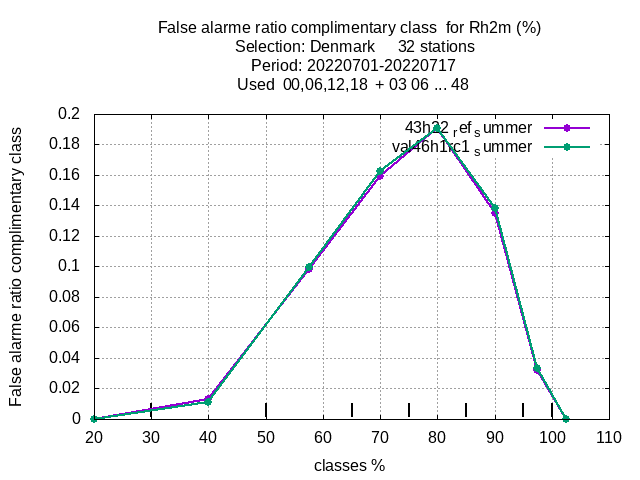 False alarme ratio complimentary class  for Rh2m (%)
Selection: Denmark     32 stations
Period: 20220701-20220717
Used  00,06,12,18  + 03 06 ... 48
False alarme ratio complimentary class
0.2
0.18
0.16
0.14
0.12
0.1
0.08
0.06
0.04
0.02
0
43h22_ref_summer
val46h1rc1_summer
20 30 40 50 60 70 80 90 100 110
classes %